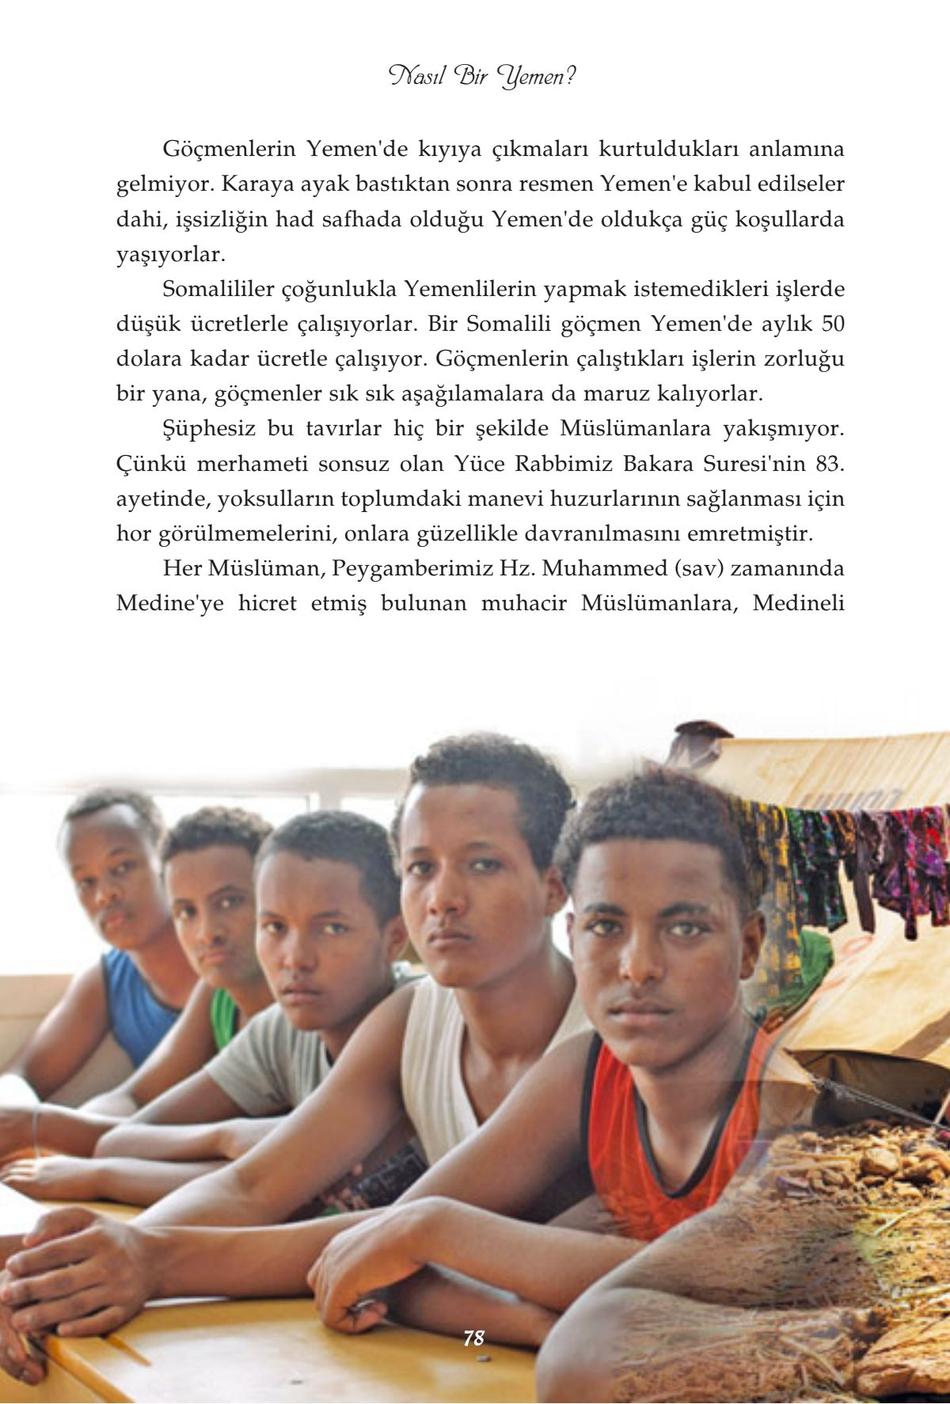 Nasıl Bir Yemen?
Göçmenlerin Yemen'de kıyıya çıkmaları kurtuldukları anlamına
gelmiyor. Karaya ayak bastıktan sonra resmen Yemen'e kabul edilseler
dahi, işsizliğin had safhada olduğu Yemen'de oldukça güç koşullarda
yaşıyorlar.
Somalililer çoğunlukla Yemenlilerin yapmak istemedikleri işlerde
düşük ücretlerle çalışıyorlar. Bir Somalili göçmen Yemen'de aylık 50
dolara kadar ücretle çalışıyor. Göçmenlerin çalıştıkları işlerin zorluğu
bir yana, göçmenler sık sık aşağılamalara da maruz kalıyorlar.
Şüphesiz bu tavırlar hiç bir şekilde Müslümanlara yakışmıyor.
Çünkü merhameti sonsuz olan Yüce Rabbimiz Bakara Suresi'nin 83.
ayetinde, yoksulların toplumdaki manevi huzurlarının sağlanması için
hor görülmemelerini, onlara güzellikle davranılmasını emretmiştir.
Her Müslüman, Peygamberimiz Hz. Muhammed (sav) zamanında
Medine'ye hicret etmiş bulunan muhacir Müslümanlara, Medineli
78